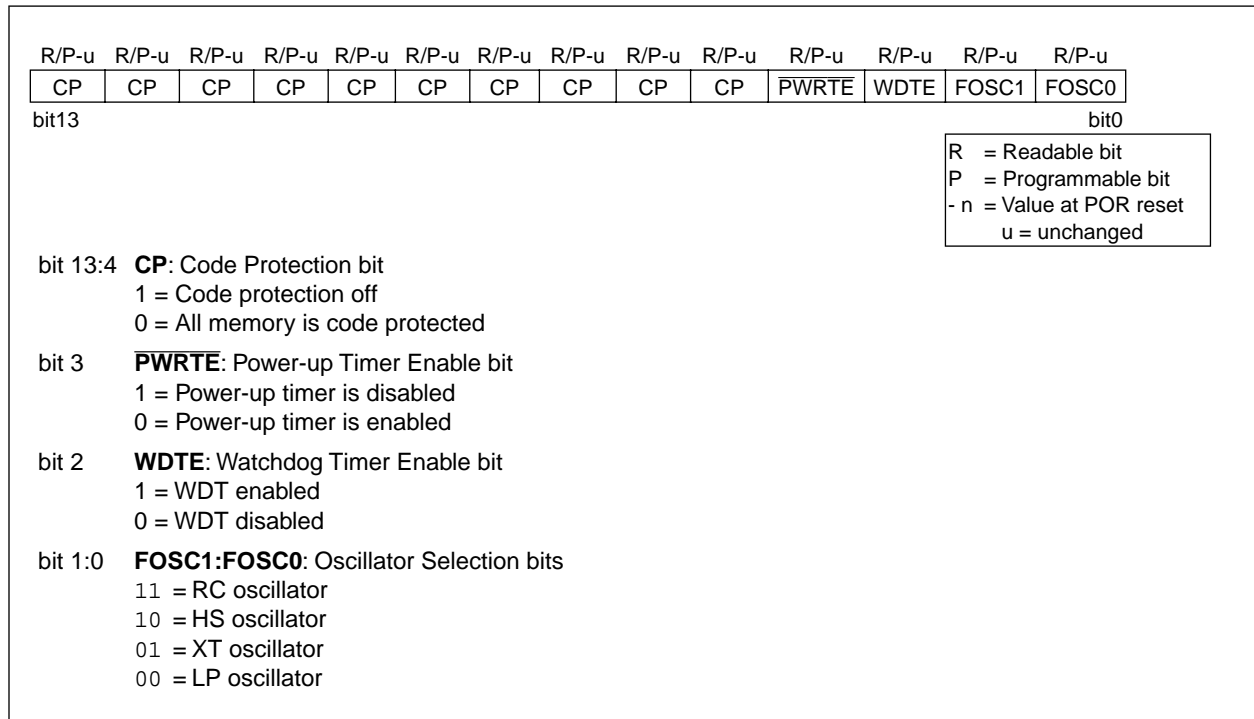 R/P-u R/P-u R/P-u R/P-u R/P-u R/P-u R/P-u R/P-u R/P-u R/P-u R/P-u R/P-u R/P-u R/P-u
CP CP CP CP CP CP CP CP CP CP PWRTE WDTE FOSC1 FOSC0
bit13 bit0
R = Readable bit
P = Programmable bit
- n = Value at POR reset
u = unchanged
bit 13:4 CP: Code Protection bit
1 = Code protection off
0 = All memory is code protected
bit 3 PWRTE: Power-up Timer Enable bit
1 = Power-up timer is disabled
0 = Power-up timer is enabled
bit 2 WDTE: Watchdog Timer Enable bit
1 = WDT enabled
0 = WDT disabled
bit 1:0 FOSC1:FOSC0: Oscillator Selection bits
11 = RC oscillator
10 = HS oscillator
01 = XT oscillator
00 = LP oscillator